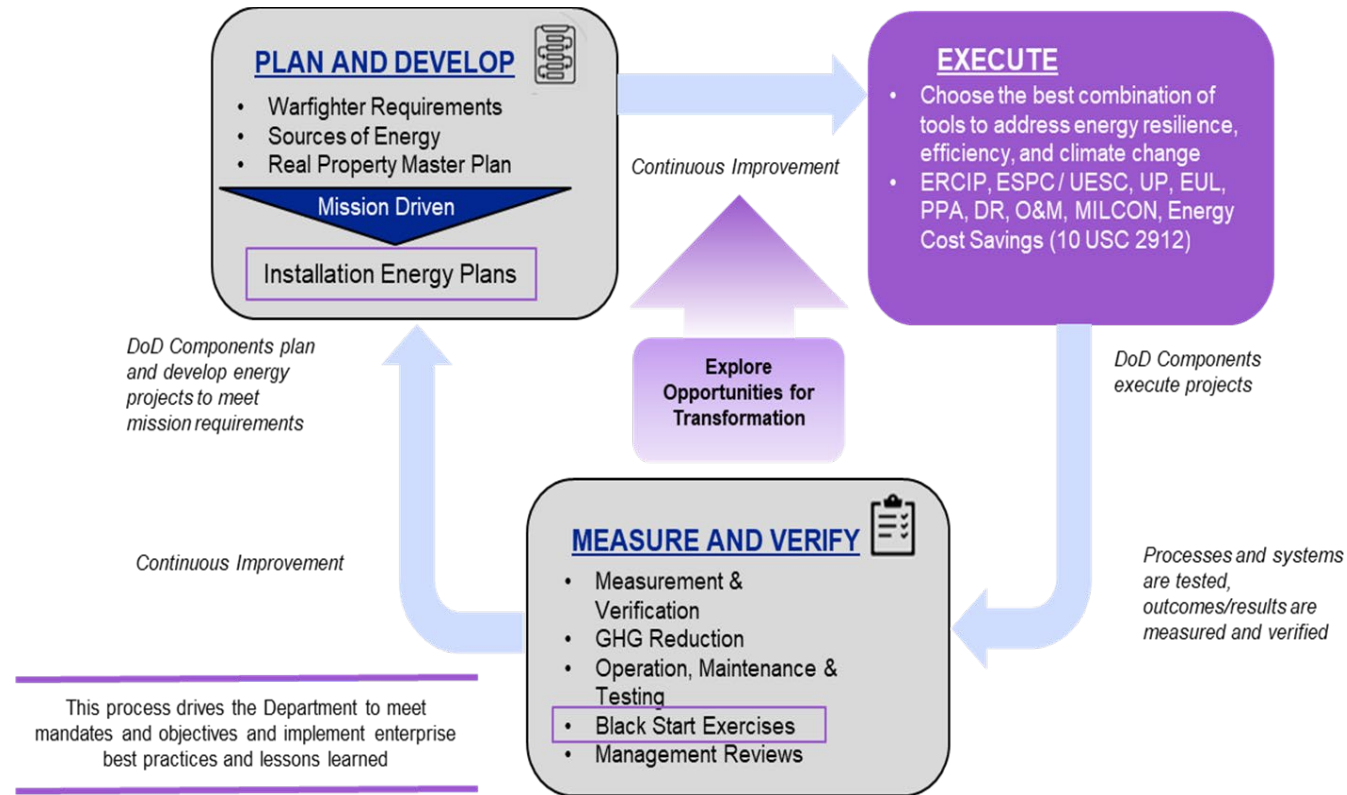 PLAN AND DEVELOP
• Warfighter Requirements
• Sources of Energy
• Real Property Master Plan
Mission Driven
Installation Energy Plans
Continuous Improvement
EXECUTE
• Choose the best combination of
tools to address energy resilience,
efficiency, and climate change
• ERCIP, ESPC / UESC, UP, EUL,
PPA, DR, O&M, MILCON, Energy
Cost Savings (10 USC 2912)
DoD Components plan
and develop energy
projects to meet
mission requirements
Explore
Opportunities for
Transformation
DoD Components
execute projects
Continuous Improvement
MEASURE AND VERIFY
• Measurement &
Verification
• GHG Reduction
• Operation, Maintenance &
Testing
• Black Start Exercises
• Management Reviews
Processes and systems
are tested,
outcomes/results are
measured and verified
This process drives the Department to meet
mandates and objectives and implement enterprise
best practices and lessons learned